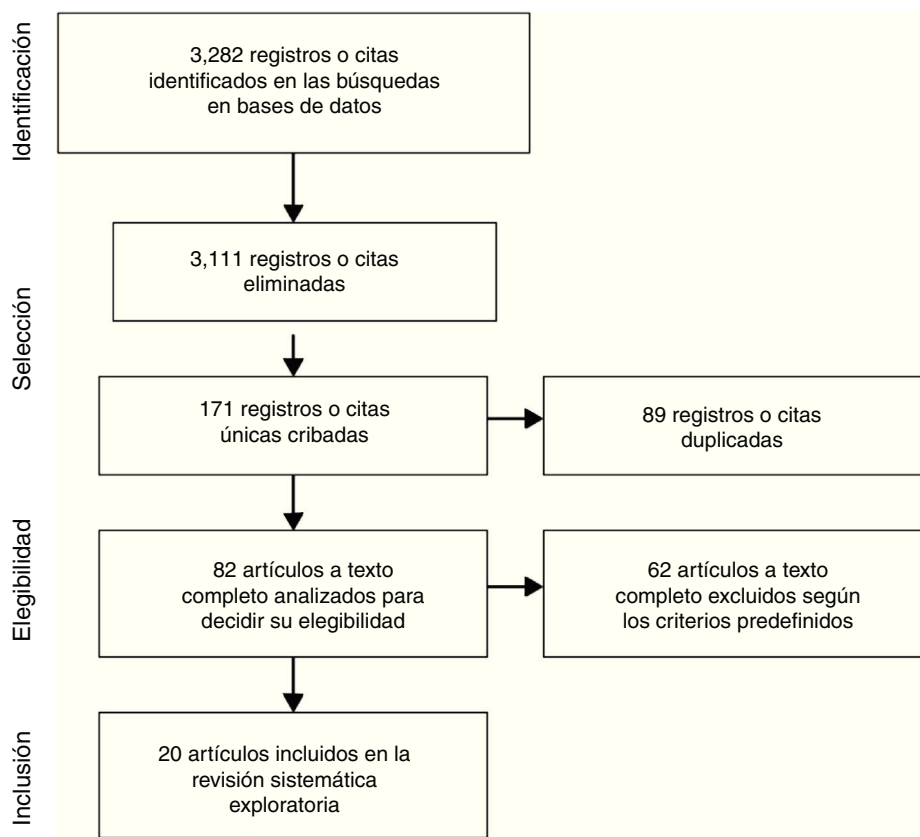 Identificación
3,282 registros o citas
identificados en las búsquedas
en bases de datos
Selección
3,111 registros o citas
eliminadas
171 registros o citas
únicas cribadas
89 registros o citas
duplicadas
Elegibilidad
82 artículos a texto
completo analizados para
decidir su elegibilidad
62 artículos a texto
completo excluidos según
los criterios predefinidos
Inclusión
20 artículos incluidos en la
revisión sistemática
exploratoria